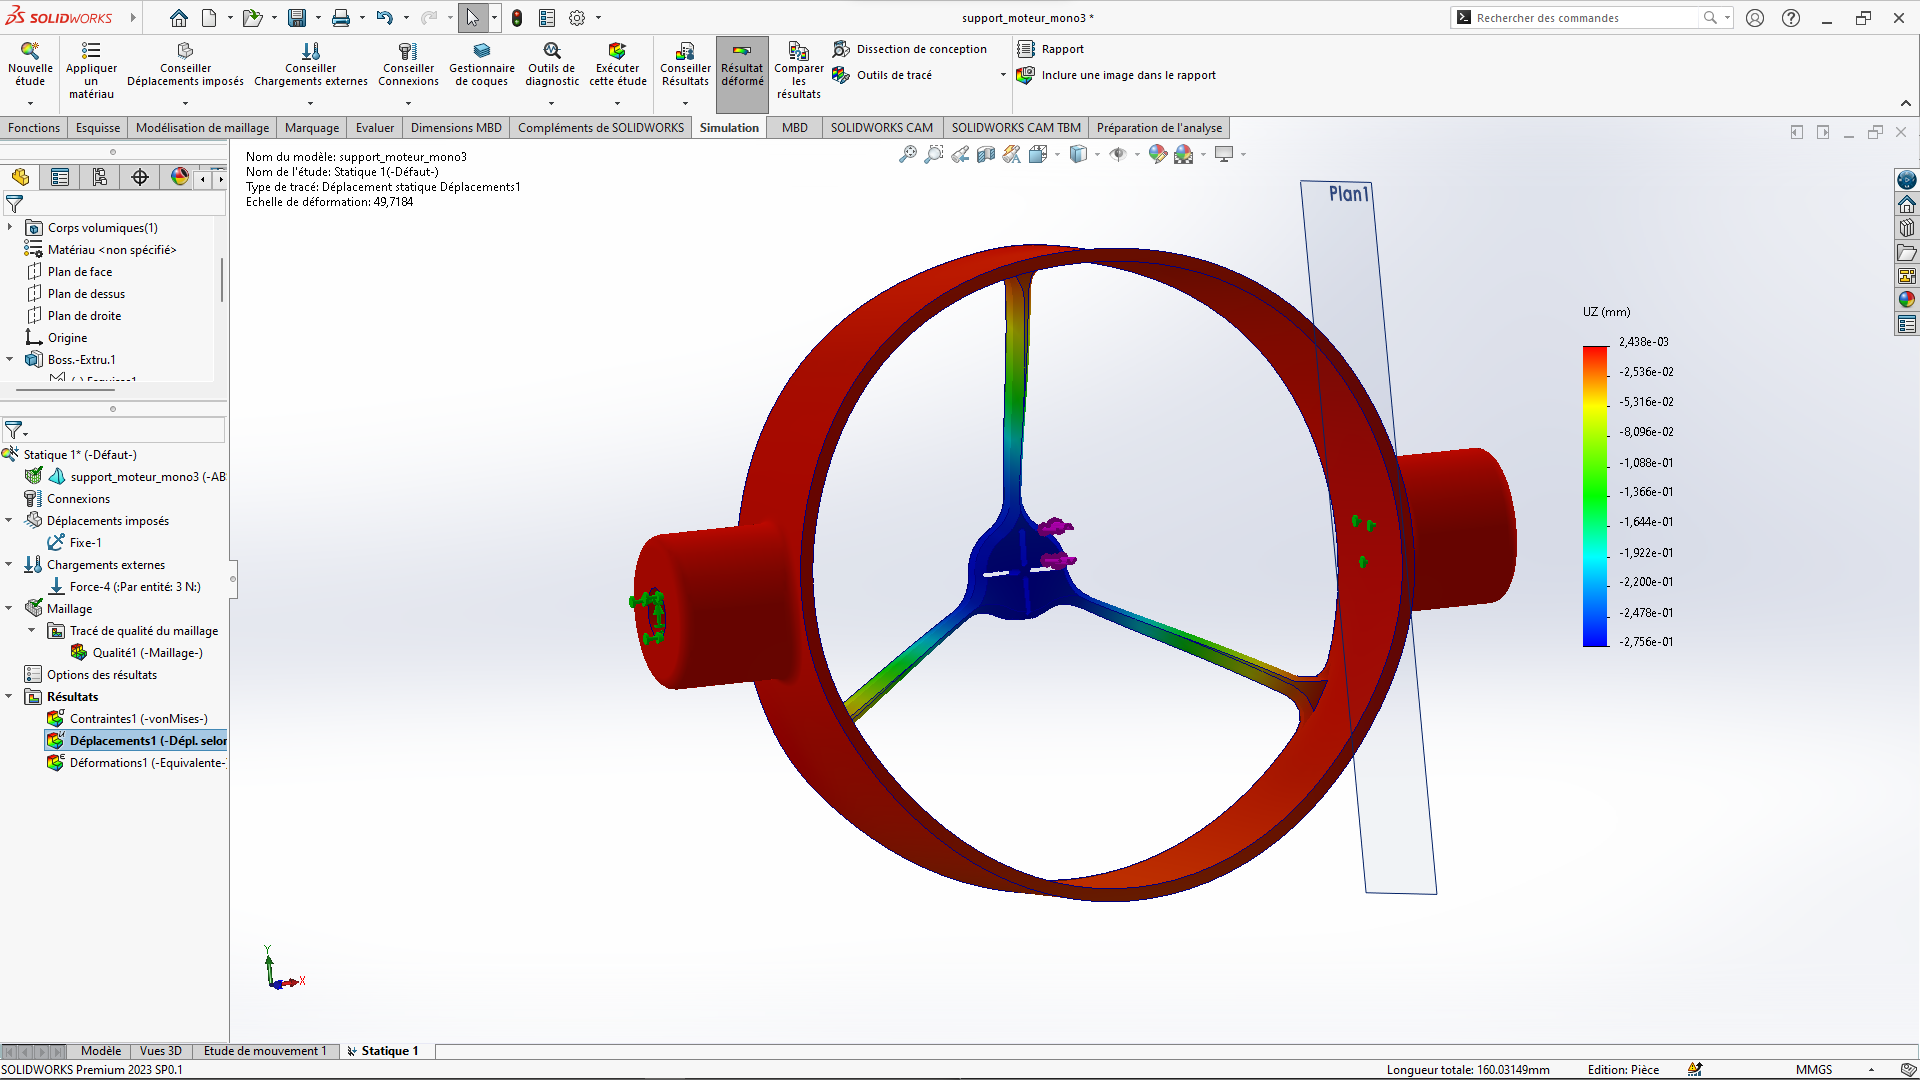 SOLIDWORKS
support_moteur_mono3 *
Rechercher des commandes
Nouvelle étude
Appliquer un matériau
Conseiller Déplacements imposés
Conseiller Chargements externes
Conseiller Connexions
Gestionnaire de coques
Outils de diagnostic
Exécuter cette étude
Conseiller Résultats
Résultat déformé
Comparer les résultats
Dissection de conception
Outils de tracé
Rapport
Inclure une image dans le rapport
Fonctions
Esquisse
Modélisation de maillage
Marquage
Evaluer
Dimensions MBD
Compléments de SOLIDWORKS
Simulation
MBD
SOLIDWORKS CAM
SOLIDWORKS CAM TBM
Préparation de l'analyse
Nom du modèle: support_moteur_mono3
Nom de l'étude: Statique 1(-Défaut-)
Type de tracé: Déplacement statique Déplacements1
Echelle de déformation: 49,7184
Corps volumiques(1)
Matériau <non spécifié>
Plan de face
Plan de dessus
Plan de droite
Origine
Boss.-Extru.1
Statique 1* (-Défaut-)
support_moteur_mono3 (-AB
Connexions
Déplacements imposés
Fixe-1
Chargements externes
Force-4 (:Par entité: 3 N:)
Maillage
Tracé de qualité du maillage
Qualité1 (-Maillage-)
Options des résultats
Résultats
Contraintes1 (-vonMises-)
Déplacements1 (-Dépl. selon
Déformations1 (-Equivalente-
Plan1
UZ (mm)
2,438e-03
-2,536e-02
-5,316e-02
-8,096e-02
-1,088e-01
-1,366e-01
-1,644e-01
-1,922e-01
-2,200e-01
-2,478e-01
-2,756e-01
Y
X
Modèle
Vues 3D
Etude de mouvement 1
Statique 1
SOLIDWORKS Premium 2023 SP0.1
Longueur totale: 160.03149mm
Edition: Pièce
MMGS